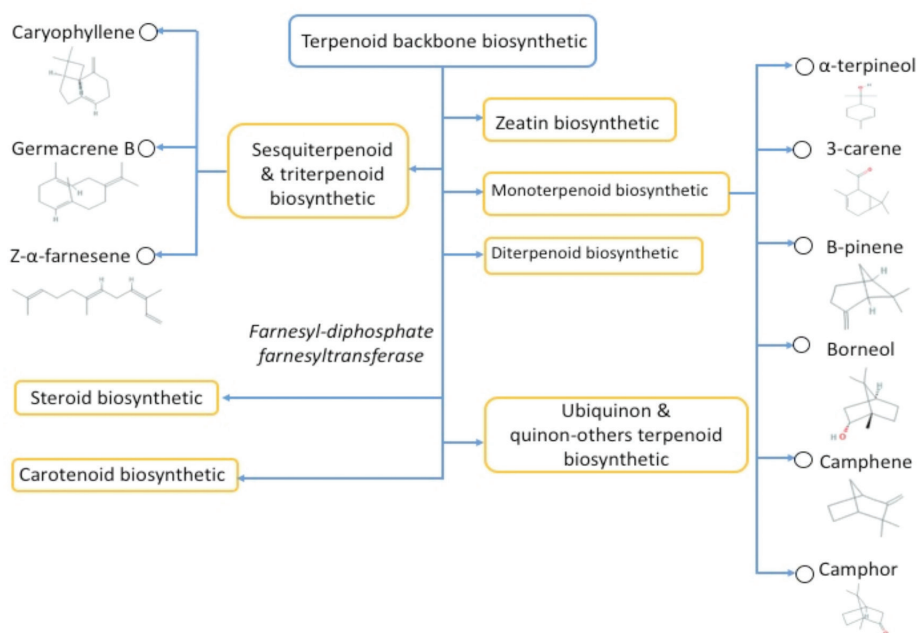 Caryophyllene
Terpenoid backbone biosynthetic
α-terpineol
Zeatin biosynthetic
Germacrene B
Sesquiterpenoid
& triterpenoid
biosynthetic
3-carene
Monoterpenoid biosynthetic
Z-α-farnesene
Diterpenoid biosynthetic
B-pinene
Farnesyl-diphosphate
farnesyltransferase
Borneol
Steroid biosynthetic
Ubiquinon &
quinon-others terpenoid
biosynthetic
Carotenoid biosynthetic
Camphene
Camphor
H
H
H
H
H
H
H
H
H
H
H O